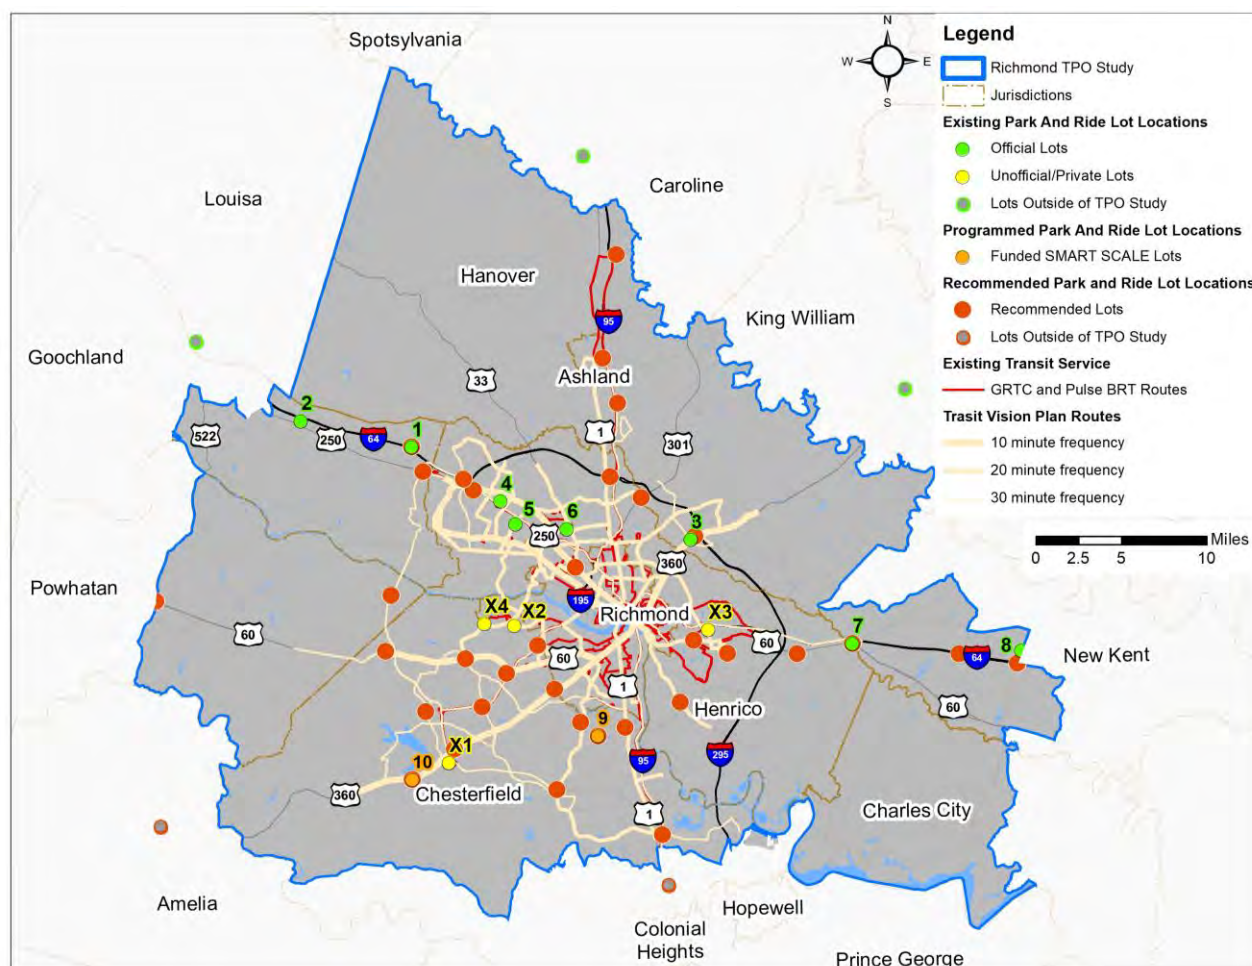 Spotsylvania
N
W
E
S
Louisa
Caroline
Hanover
King William
Goochland
95
33
Ashland
2
1
522
250
64
1
301
4
5
6
250
3
360
Powhatan
195
X4
X2
Richmond
X3
7
8
60
60
60
64
New Kent
60
1
Henrico
9
X1
10
95
295
Chesterfield
360
1
Charles City
Amelia
Hopewell
Colonial
Heights
Prince George
Legend
Richmond TPO Study
Jurisdictions
Existing Park And Ride Lot Locations
Official Lots
Unofficial/Private Lots
Lots Outside of TPO Study
Programmed Park And Ride Lot Locations
Funded SMART SCALE Lots
Recommended Park and Ride Lot Locations
Recommended Lots
Lots Outside of TPO Study
Existing Transit Service
GRTC and Pulse BRT Routes
Trasit Vision Plan Routes
10 minute frequency
20 minute frequency
30 minute frequency
Miles
0 2.5 5 10